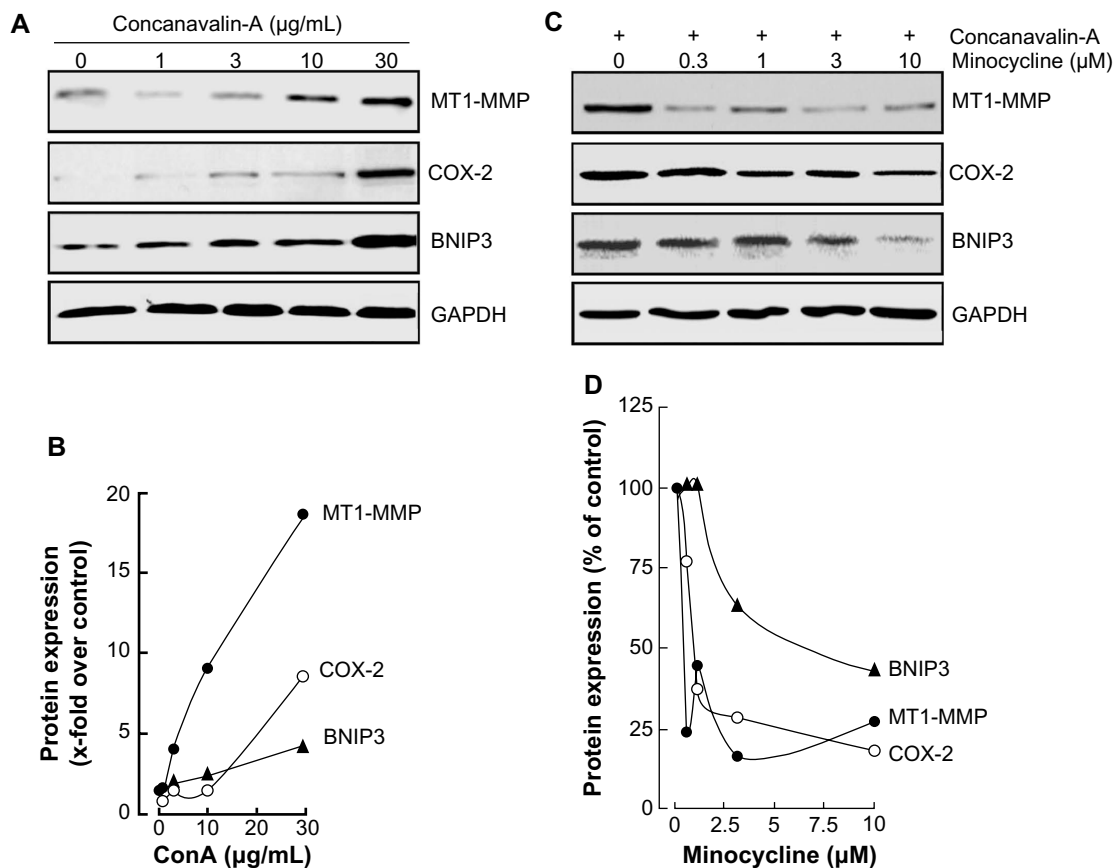 A
Concanavalin-A (µg/mL)
0 1 3 10 30
MT1-MMP
COX-2
BNIP3
GAPDH
B
Protein expression
(x-fold over control)
20
15
10
5
0
MT1-MMP
COX-2
BNIP3
0 10 20 30
ConA (µg/mL)
C
+ + + + + Concanavalin-A
0 0.3 1 3 10 Minocycline (µM)
MT1-MMP
COX-2
BNIP3
GAPDH
D
Protein expression (% of control)
125
100
75
50
25
0
BNIP3
MT1-MMP
COX-2
0 2.5 5 7.5 10
Minocycline (µM)